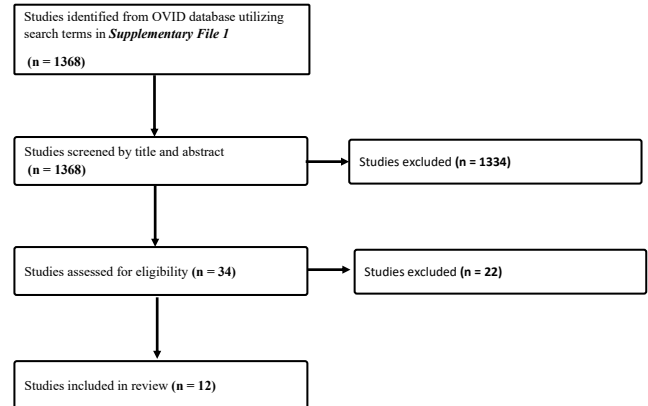 Studies identified from OVID database utilizing
search terms in Supplementary File 1
(n = 1368)
Studies screened by title and abstract
(n = 1368)
Studies excluded (n = 1334)
Studies assessed for eligibility (n = 34)
Studies excluded (n = 22)
Studies included in review (n = 12)